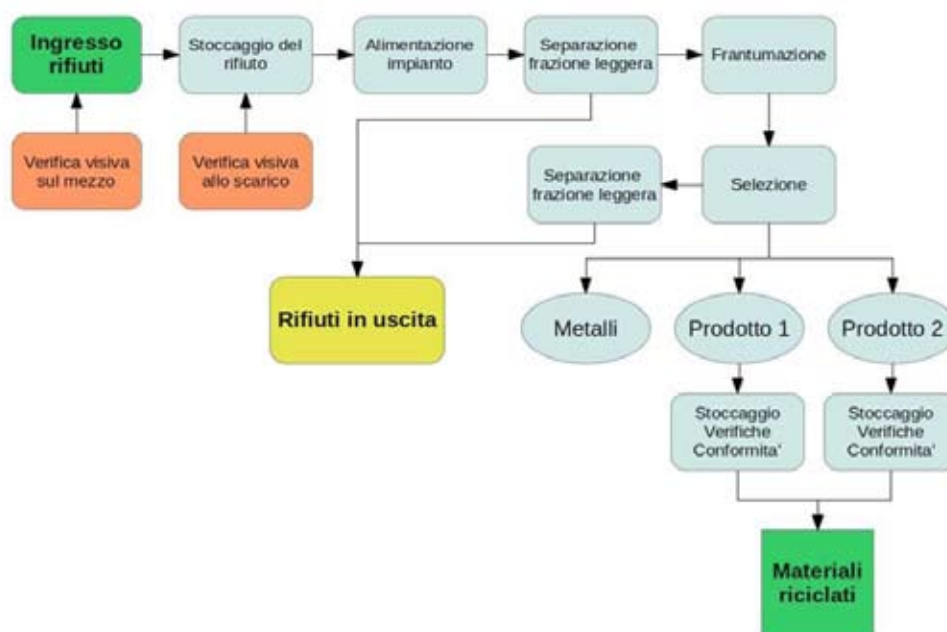 Ingresso
rifiuti
Stoccaggio del
rifiuto
Alimentazione
impianto
Separazione
frazione leggera
Frantumazione
Verifica visiva
sul mezzo
Verifica visiva
allo scarico
Separazione
frazione leggera
Selezione
Rifiuti in uscita
Metalli
Prodotto 1
Prodotto 2
Stoccaggio
Verifiche
Conformita'
Stoccaggio
Verifiche
Conformita'
Materiali
riciclati